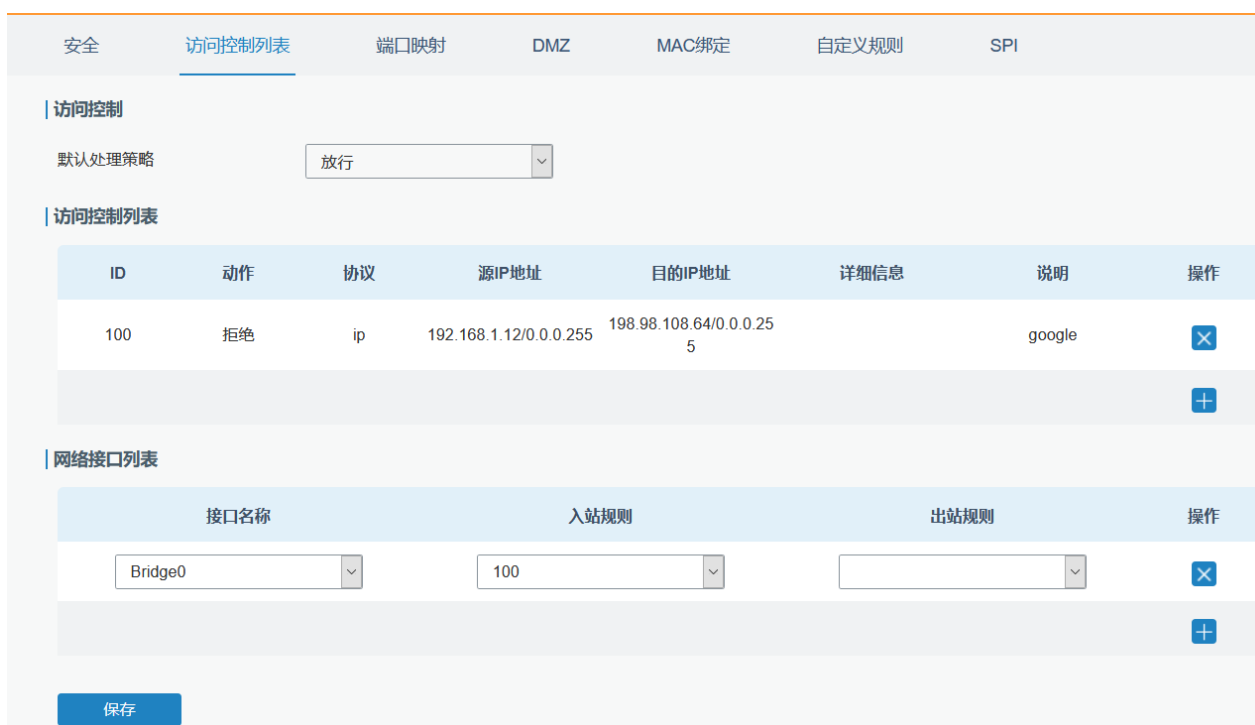 安全 访问控制列表 端口映射 DMZ MAC绑定 自定义规则 SPI
访问控制
默认处理策略 放行
访问控制列表
ID 动作 协议 源IP地址 目的IP地址 详细信息 说明 操作
100 拒绝 ip 192.168.1.12/0.0.0.255 198.98.108.64/0.0.0.25
5 google
网络接口列表
接口名称 入站规则 出站规则 操作
Bridge0 100
保存